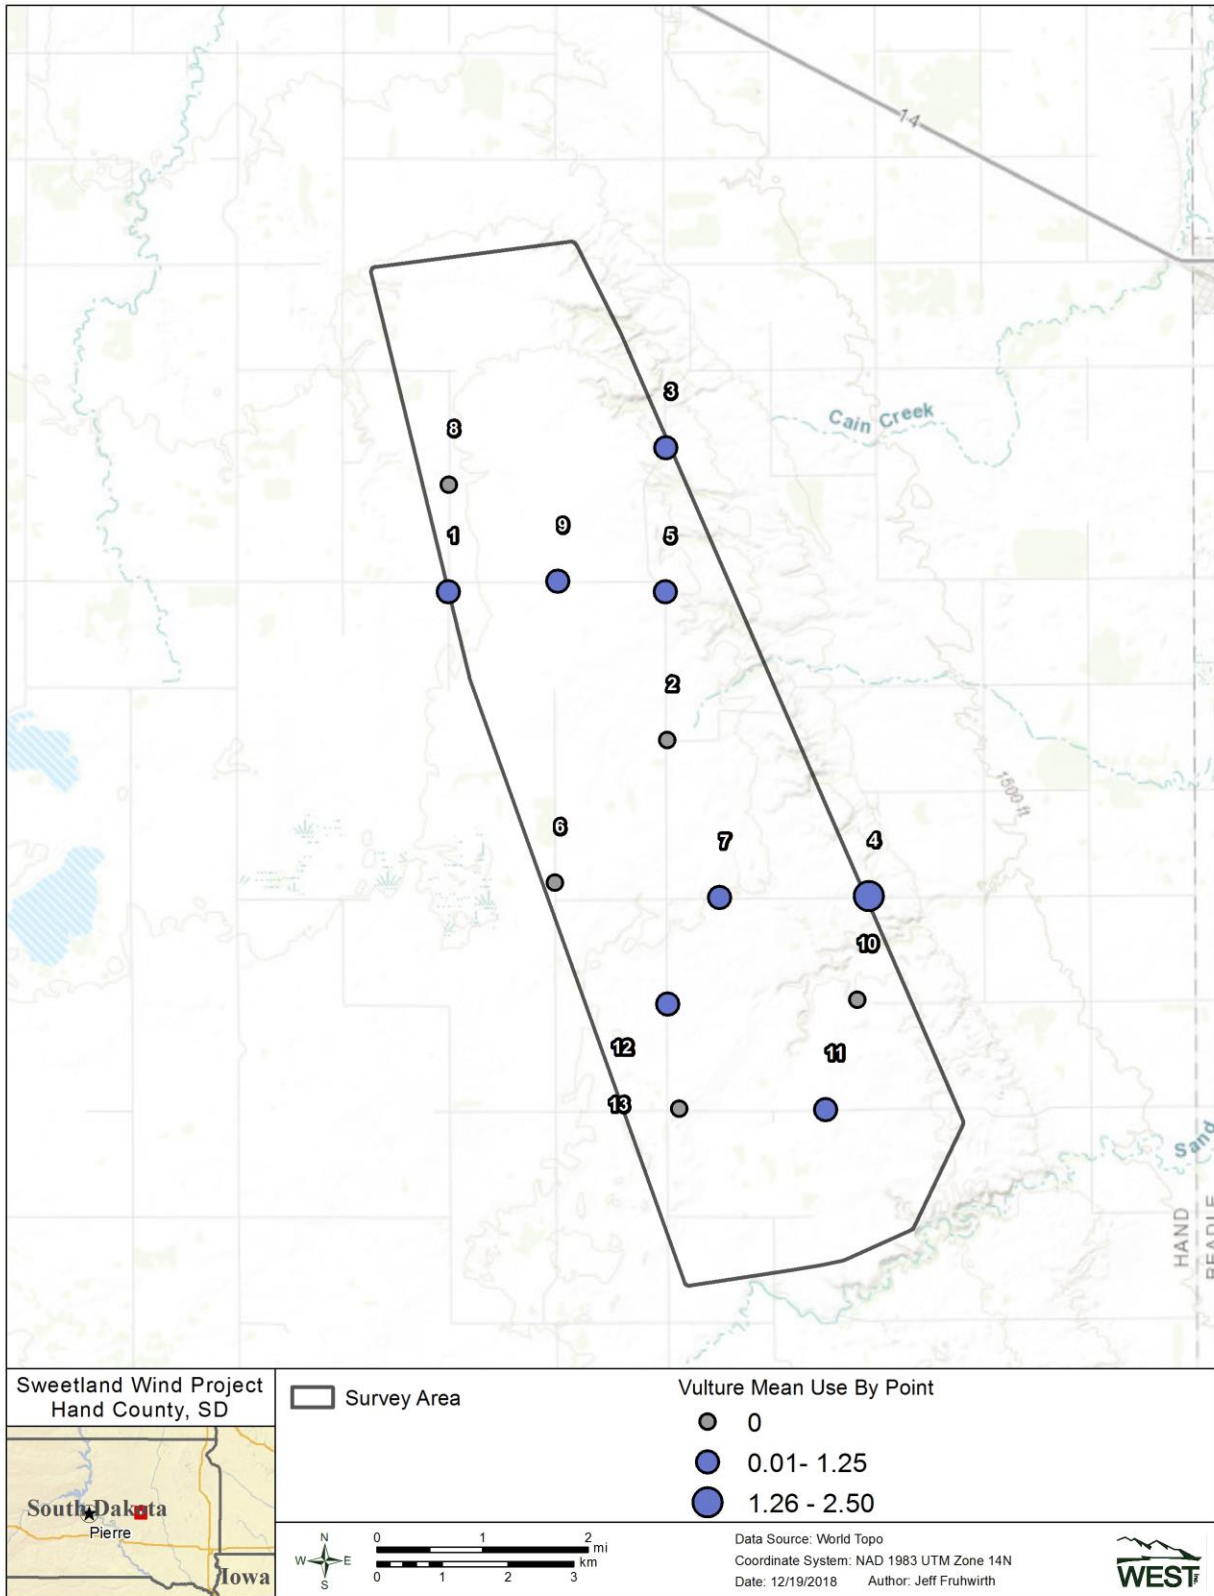 14
3
Cain Creek
8
9
1
5
2
1500 ft
6
7
4
10
12
11
13
Sand
HAND
BEADLE
Sweetland Wind Project
Hand County, SD
South Dakota
Pierre
Iowa
Survey Area
Vulture Mean Use By Point
0
0.01- 1.25
1.26 - 2.50
N
W E
S
0 1 2
mi
km
0 1 2 3
Data Source: World Topo
Coordinate System: NAD 1983 UTM Zone 14N
Date: 12/19/2018 Author: Jeff Fruhwirth
WEST